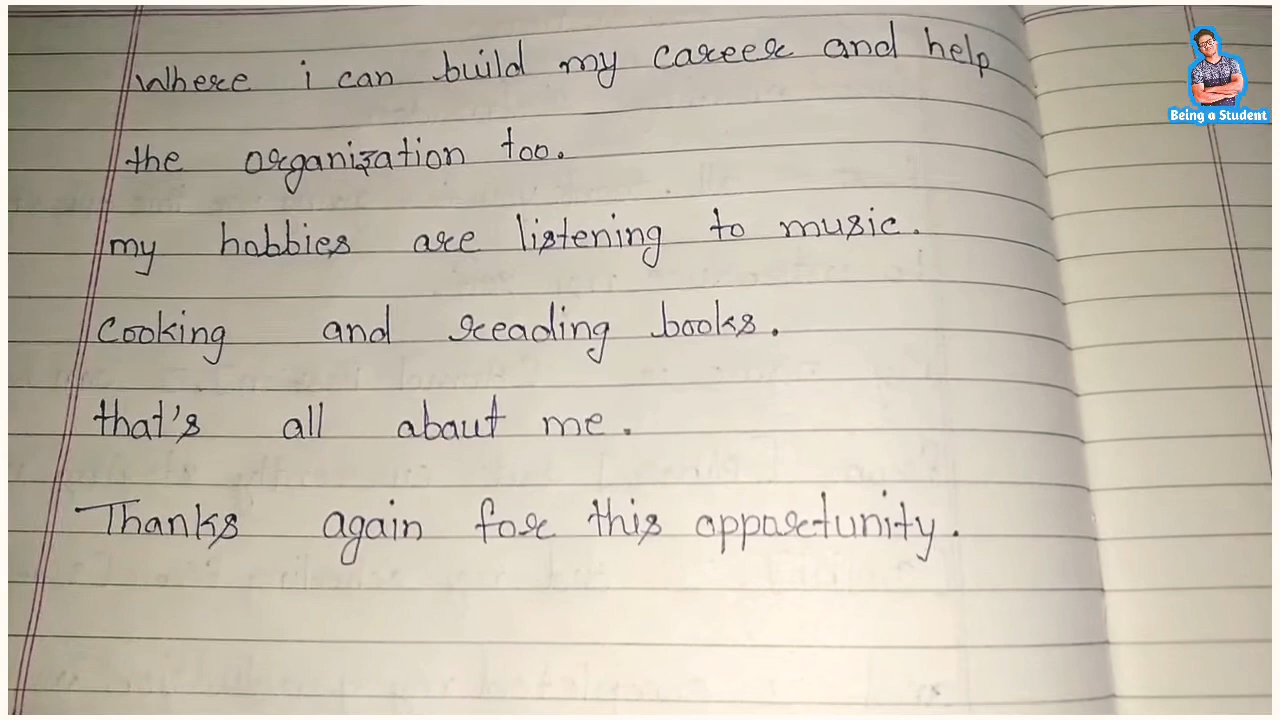 where i can build my career and help
the organization too.
my hobbies are listening to music.
cooking and reading books.
that's all about me.
Thanks again for this opportunity.
Being a Student